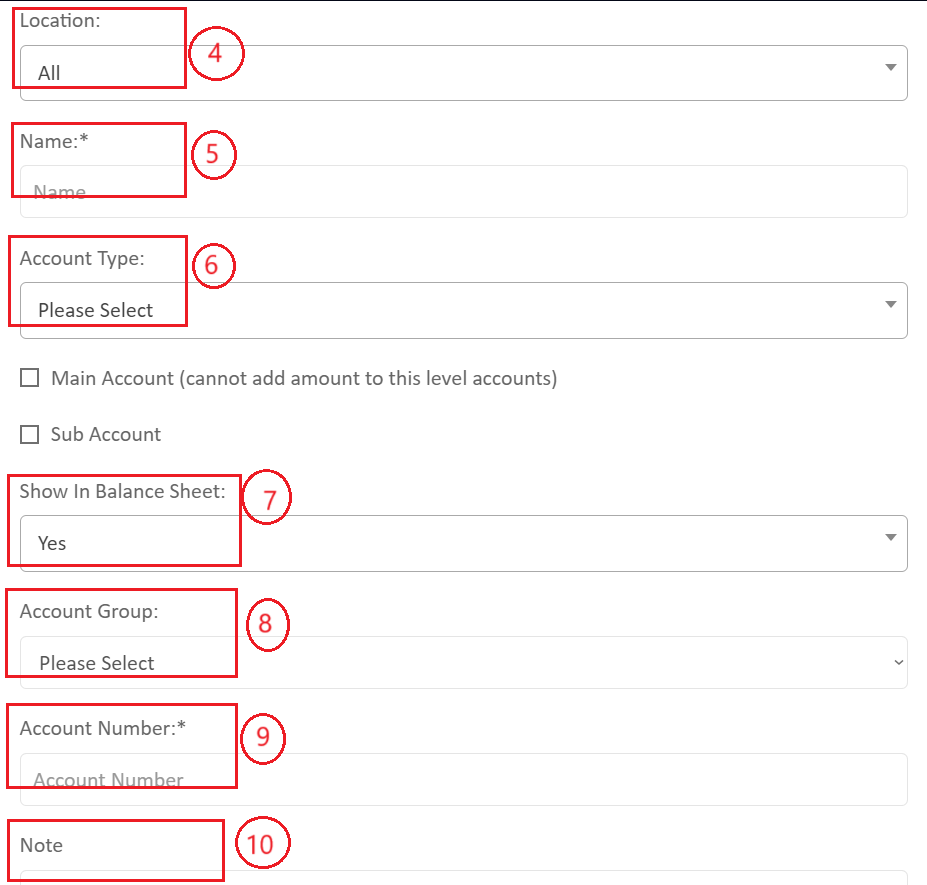 Location:
4
All
Name:*
5
Name
Account Type:
6
Please Select
Main Account (cannot add amount to this level accounts)
Sub Account
Show In Balance Sheet:
7
Yes
Account Group:
8
Please Select
Account Number:*
9
Account Number
Note
10